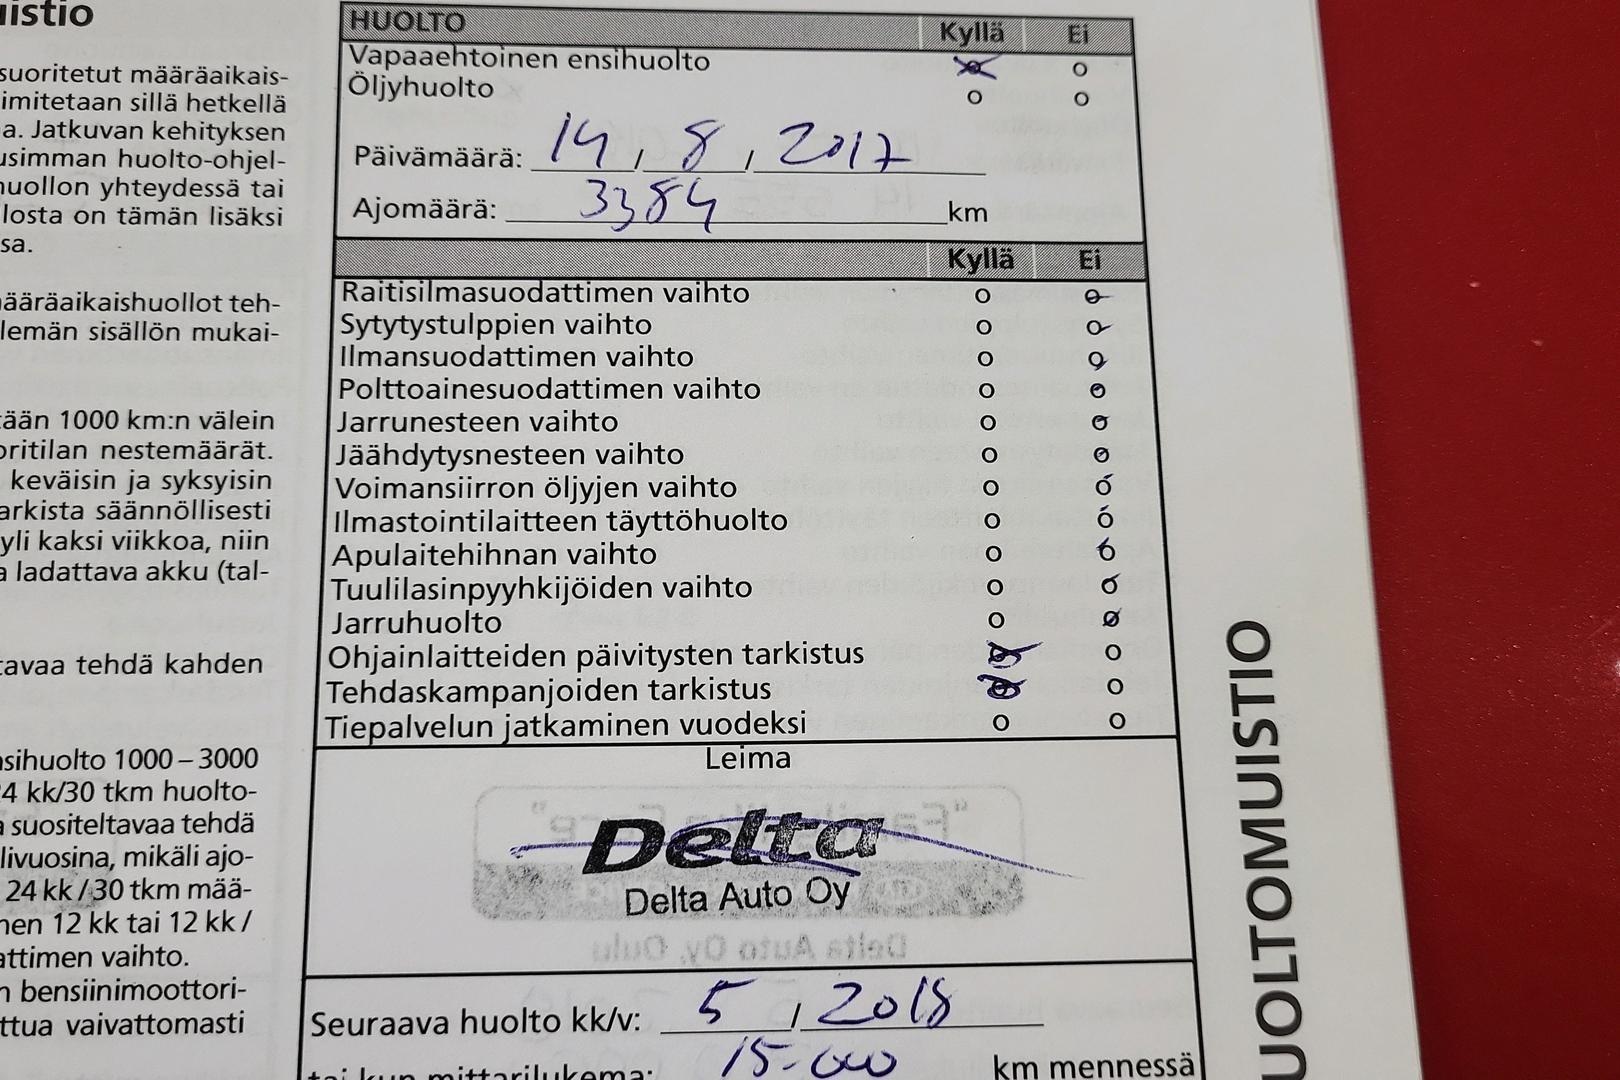 uistio
suoritetut määräaikais-
imitetaan sillä hetkellä
a. Jatkuvan kehityksen
usimman huolto-ohjel-
huollon yhteydessä tai
losta on tämän lisäksi
sa.
määräaikaishuollot teh-
lemän sisällön mukai-
tään 1000 km:n välein
oritilan nestemäärät.
keväisin ja syksyisin
arkista säännöllisesti
yli kaksi viikkoa, niin
a ladattava akku (tal-
tavaa tehdä kahden
nsihuolto 1000 – 3000
24 kk/30 tkm huolto-
a suositeltavaa tehdä
livuosina, mikäli ajo-
24 kk/30 tkm mää-
nen 12 kk tai 12 kk/
attimen vaihto.
n bensiinimoottori-
ttua vaivattomasti
HUOLTO Kyllä Ei
Vapaaehtoinen ensihuolto
Öljyhuolto
Päivämäärä: 14 / 8 / 2017
Ajomäärä: 3384 km
Kyllä Ei
Raitisilmasuodattimen vaihto
Sytytystulppien vaihto
Ilmansuodattimen vaihto
Polttoainesuodattimen vaihto
Jarrunesteen vaihto
Jäähdytysnesteen vaihto
Voimansiirron öljyjen vaihto
Ilmastointilaitteen täyttöhuolto
Apulaitehihnan vaihto
Tuulilasinpyyhkijöiden vaihto
Jarruhuolto
Ohjainlaitteiden päivitysten tarkistus
Tehdaskampanjoiden tarkistus
Tiepalvelun jatkaminen vuodeksi
Leima
Delta
Delta Auto Oy
Seuraava huolto kk/v: 5 / 2018
tai kun mittarilukema: 15.000 km mennessä
UOLTOMUISTIO